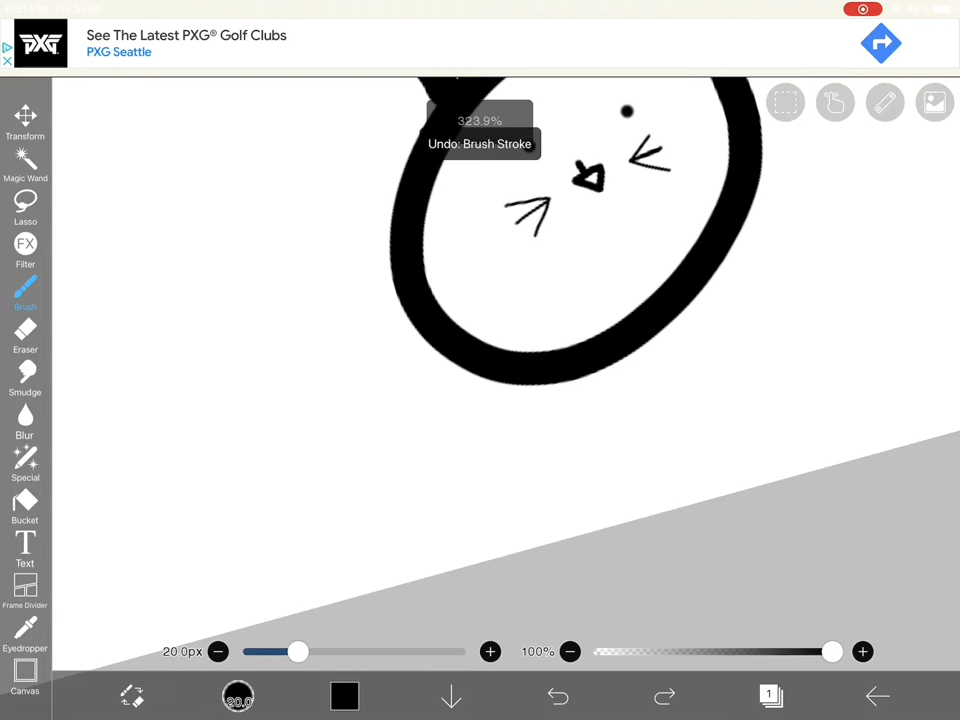 PXG
See The Latest PXG® Golf Clubs
PXG Seattle
323.9%
Undo: Brush Stroke
Transform
Magic Wand
Lasso
FX
Filter
Brush
Eraser
Smudge
Blur
Special
Bucket
T
Text
Frame Divider
Eyedropper
Canvas
20.0px
100%
20.0
1